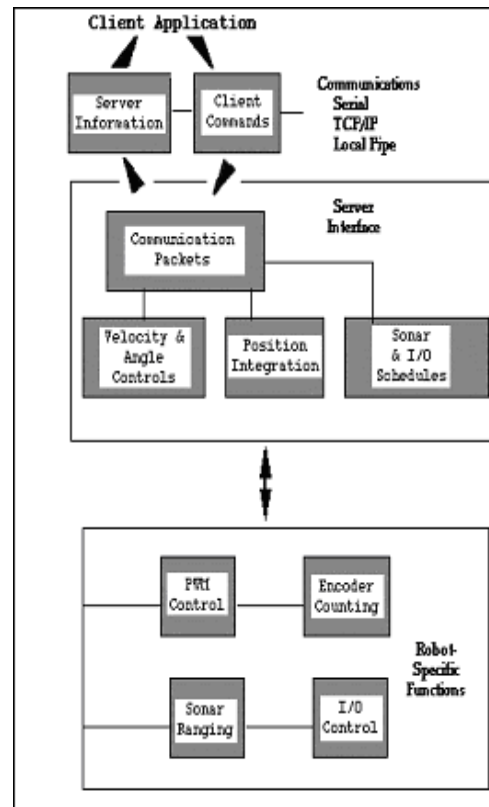 Client Application
Server
Information
Client
Commands
Communications
Serial
TCP/IP
Local Pipe
Server
Interface
Communication
Packets
Velocity &
Angle
Controls
Position
Integration
Sonar
& I/O
Schedules
PWM
Control
Encoder
Counting
Robot-
Specific
Functions
Sonar
Ranging
I/O
Control